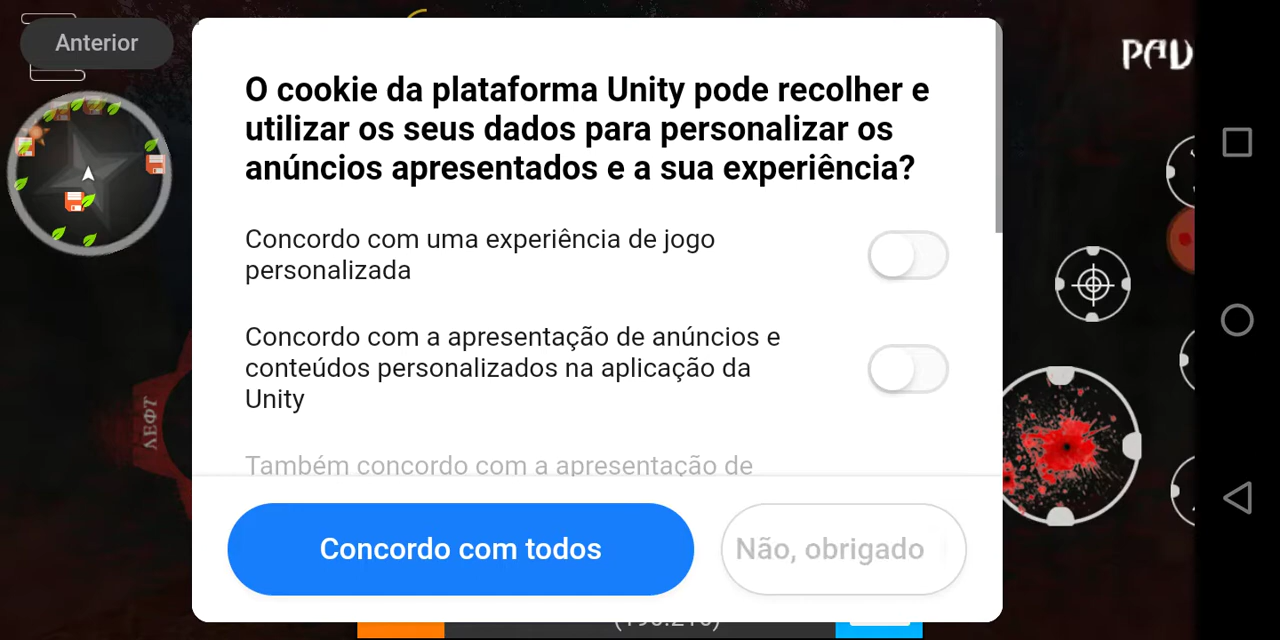 Anterior
PAU
O cookie da plataforma Unity pode recolher e
utilizar os seus dados para personalizar os
anúncios apresentados e a sua experiência?
Concordo com uma experiência de jogo
personalizada
Concordo com a apresentação de anúncios e
conteúdos personalizados na aplicação da
Unity
ΛΕΦΤ
Também concordo com a apresentação de
Concordo com todos
Não, obrigado